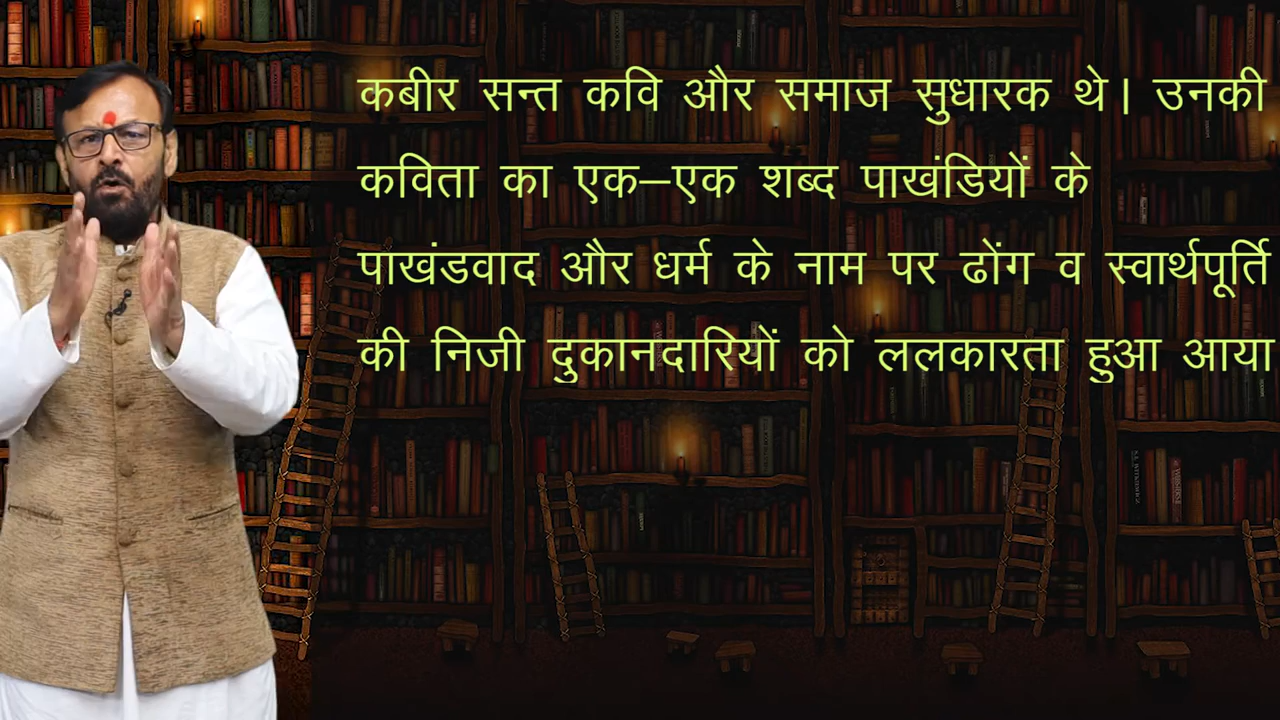 कबीर सन्त कवि और समाज सुधारक थे। उनकी
कविता का एक–एक शब्द पाखंडियों के
पाखंडवाद और धर्म के नाम पर ढोंग व स्वार्थपूर्ति
की निजी दुकानदारियों को ललकारता हुआ आया